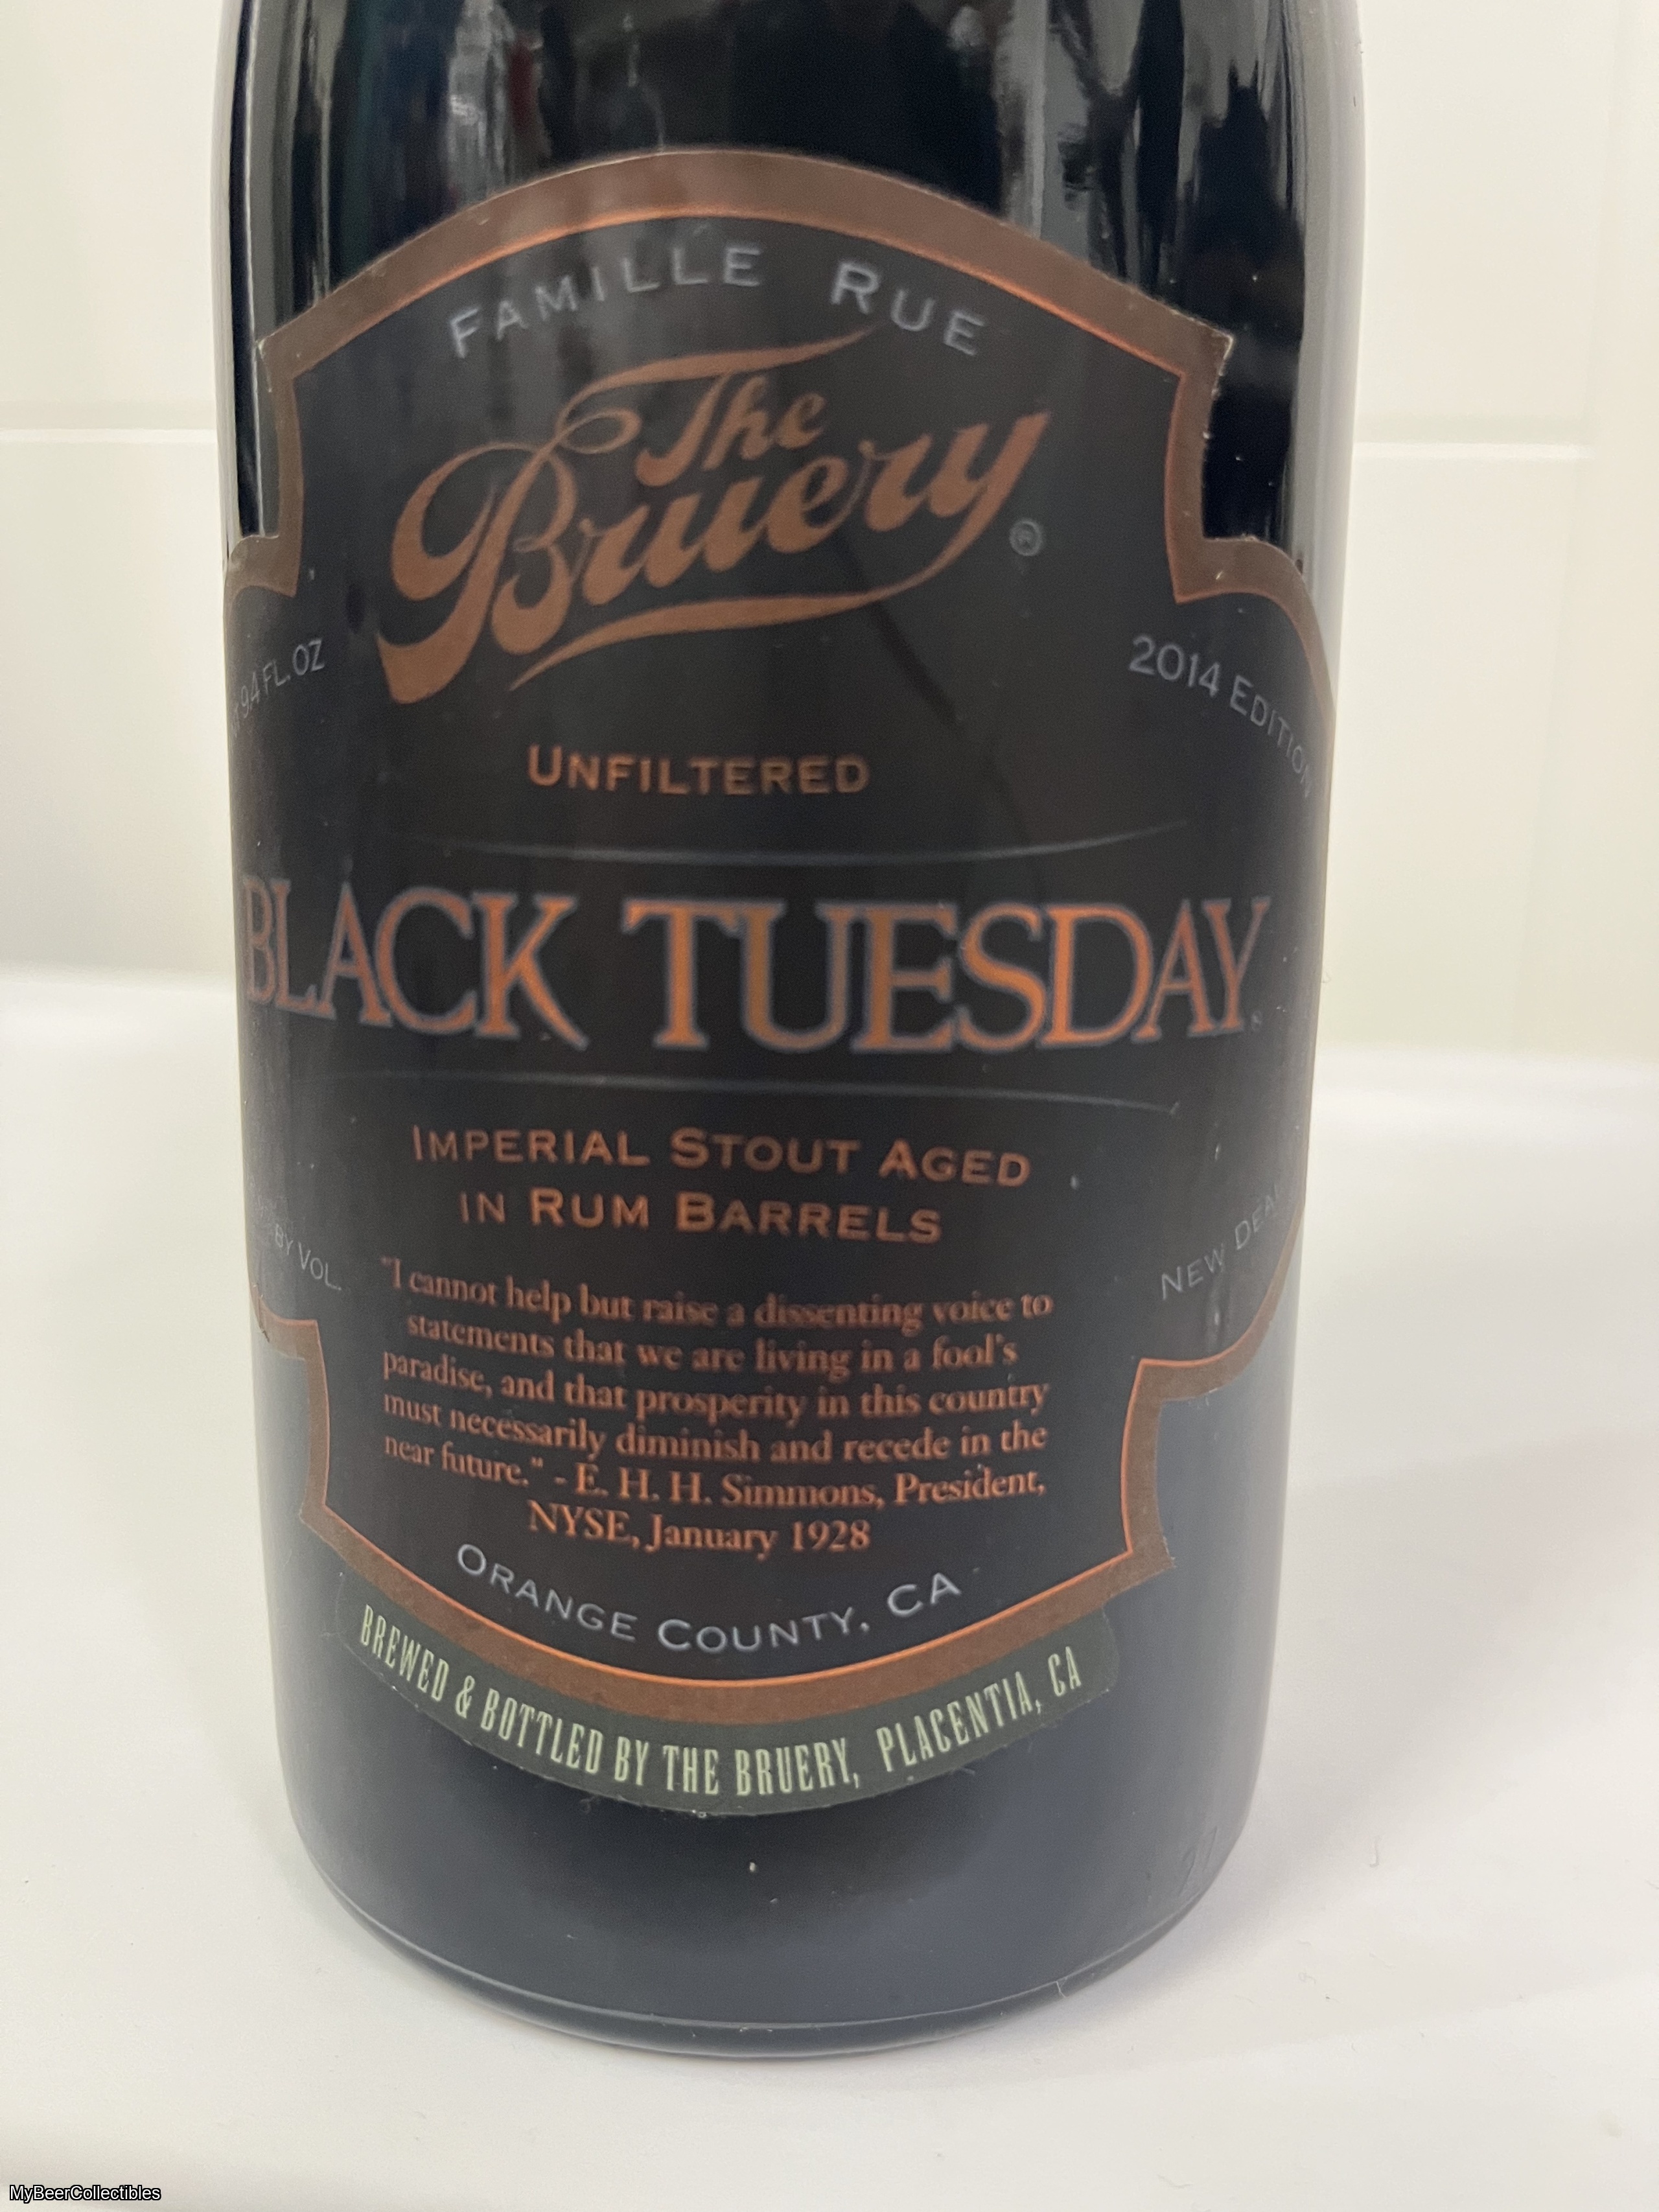 FAMILLE RUE
The
Bruery®
94 FL. OZ
2014 EDITION
UNFILTERED
BLACK TUESDAY
IMPERIAL STOUT AGED
IN RUM BARRELS
BY VOL.
NEW DEAL
"I cannot help but raise a dissenting voice to
statements that we are living in a fool's
paradise, and that prosperity in this country
must necessarily diminish and recede in the
near future." - E. H. H. Simmons, President,
NYSE, January 1928
ORANGE COUNTY, CA
BREWED & BOTTLED BY THE BRUERY, PLACENTIA, CA
MyBeerCollectibles